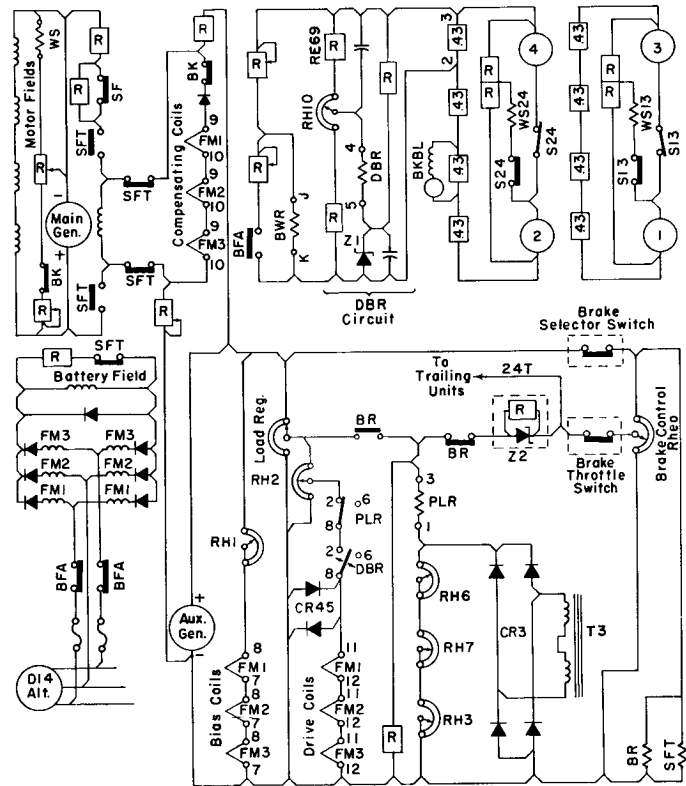 WS
Motor Fields
R
R
R
SF
SFT
SFT
Main Gen.
- +
BK
R
SFT
SFT
R
R
BK
Compensating Coils
9
FM1
10
9
FM2
10
9
FM3
10
R
R
BFA
BWR
J
K
RE69
R
RH10
R
4
DBR
5
Z1
R
DBR
Circuit
3
.43
2
.43
.43
.43
BKBL
R
R
WS24
S24
S24
4
2
.43
.43
.43
.43
R
R
WS13
S13
S13
3
1
R
SFT
Battery Field
FM3
FM3
FM2
FM2
FM1
FM1
BFA
BFA
D14
Alt.
Aux.
Gen.
+
-
RH1
Bias Coils
8
FM1
7
8
FM2
7
8
FM3
7
Load Reg.
RH2
BR
2
6
PLR
8
2
6
DBR
8
CR45
Drive Coils
11
FM1
12
11
FM2
12
11
FM3
12
R
BR
3
PLR
1
RH6
RH7
RH3
CR3
T3
To
Trailing
Units
24T
R
Z2
Brake
Selector Switch
Brake
Throttle
Switch
Brake Control
Rheo
BR
SFT